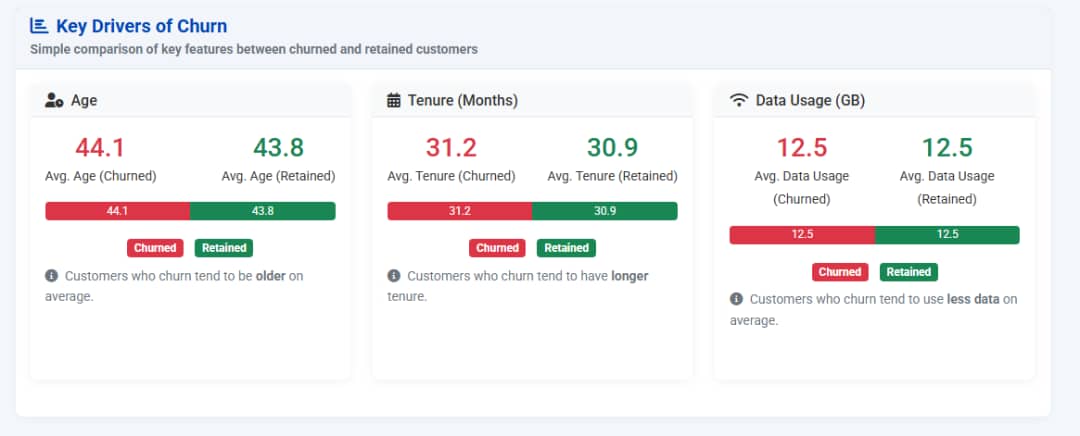 Key Drivers of Churn
Simple comparison of key features between churned and retained customers
Age
44.1
43.8
Avg. Age (Churned)
Avg. Age (Retained)
44.1
43.8
Churned
Retained
Customers who churn tend to be older on
average.
Tenure (Months)
31.2
30.9
Avg. Tenure (Churned)
Avg. Tenure (Retained)
31.2
30.9
Churned
Retained
Customers who churn tend to have longer
tenure.
Data Usage (GB)
12.5
12.5
Avg. Data Usage
(Churned)
Avg. Data Usage
(Retained)
12.5
12.5
Churned
Retained
Customers who churn tend to use less data on
average.